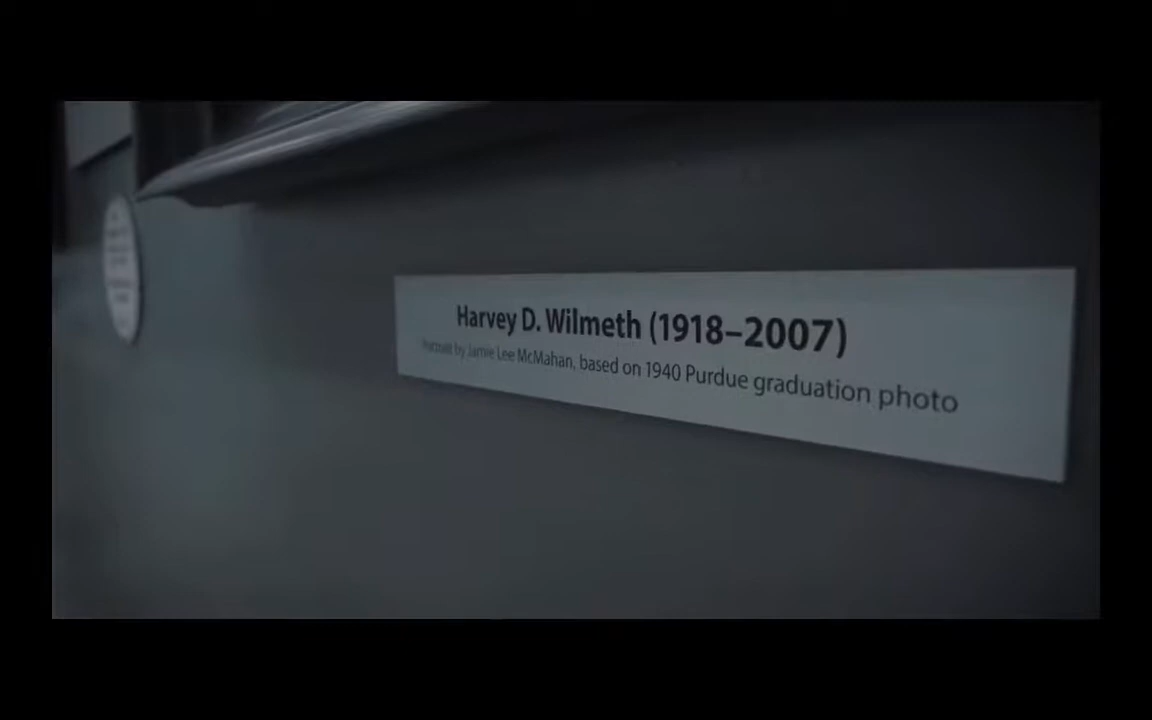 Harvey D. Wilmeth (1918–2007)
Portrait by Jamie Lee McMahan, based on 1940 Purdue graduation photo